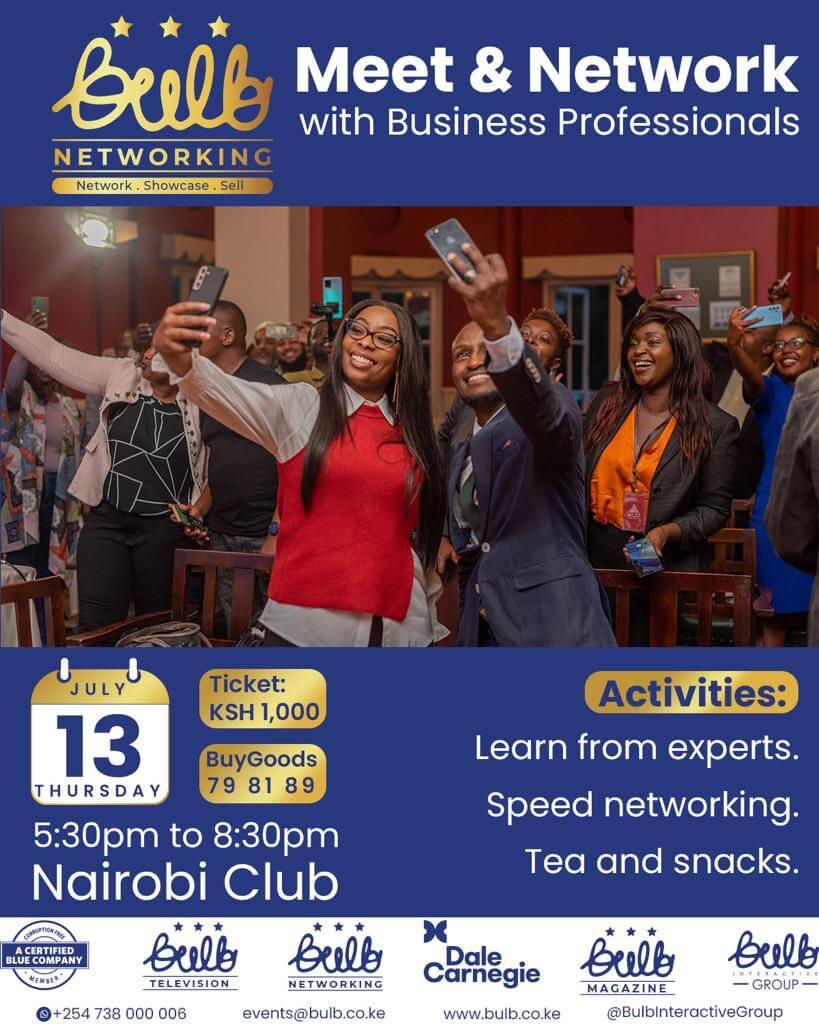 Bulb
NETWORKING
Network . Showcase . Sell
Meet & Network
with Business Professionals
JULY
13
THURSDAY
Ticket:
KSH 1,000
BuyGoods
79 81 89
5:30pm to 8:30pm
Nairobi Club
Activities:
Learn from experts.
Speed networking.
Tea and snacks.
CORRUPTION FREE
A CERTIFIED
BLUE COMPANY
- MEMBER -
Bulb
TELEVISION
Bulb
NETWORKING
Dale
Carnegie
Bulb
MAGAZINE
Bulb
INTERACTIVE
GROUP
+254 738 000 006
events@bulb.co.ke
www.bulb.co.ke
@BulbInteractiveGroup